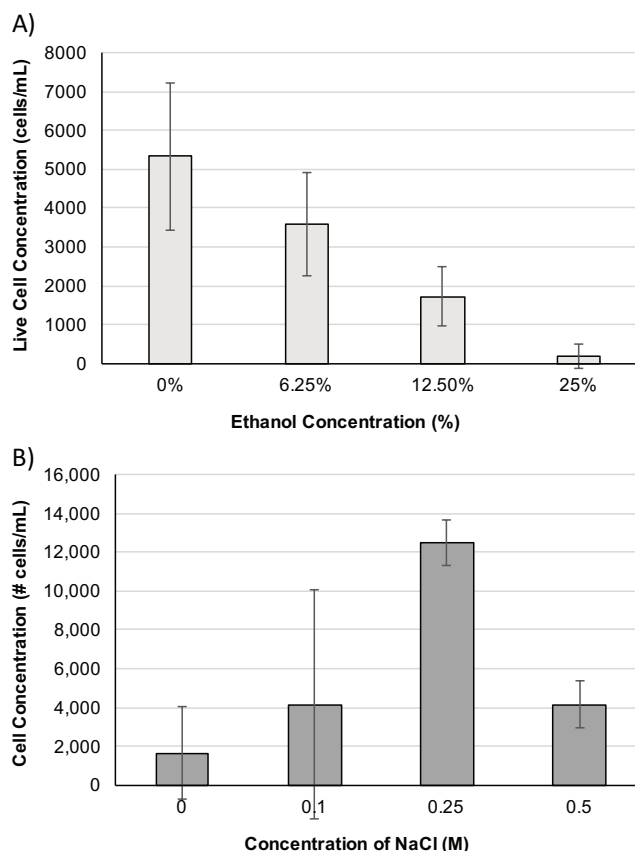 A)
Live Cell Concentration (cells/mL)
8000
7000
6000
5000
4000
3000
2000
1000
0
0% 6.25% 12.50% 25%
Ethanol Concentration (%)
B)
Cell Concentration (# cells/mL)
16,000
14,000
12,000
10,000
8,000
6,000
4,000
2,000
0
0 0.1 0.25 0.5
Concentration of NaCl (M)